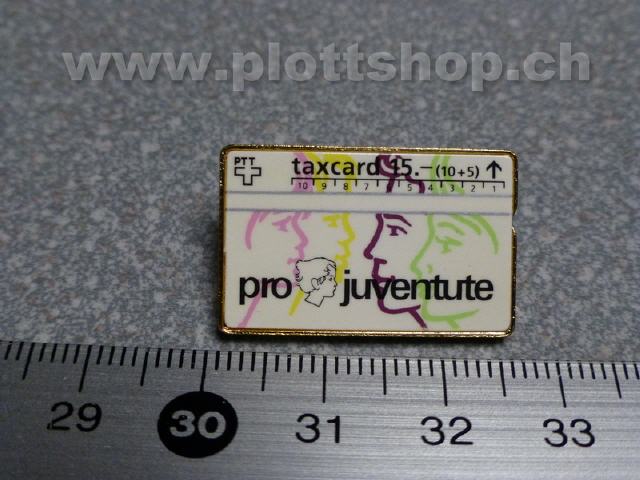 www.plottshop.ch
PTT
taxcard 15.– (10+5) ↑
10 9 8 7 5 4 3 2 1
pro juventute
29 30 31 32 33